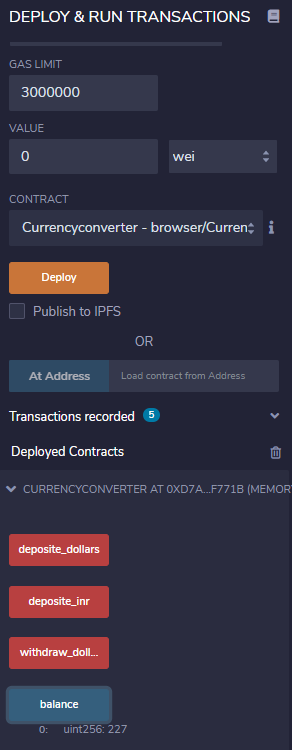 DEPLOY & RUN TRANSACTIONS
GAS LIMIT
3000000
VALUE
0 wei
CONTRACT
Currencyconverter - browser/Curren
Deploy
Publish to IPFS
OR
At Address Load contract from Address
Transactions recorded 5
Deployed Contracts
CURRENCYCONVERTER AT 0XD7A...F771B (MEMOR
deposite_dollars
deposite_inr
withdraw_doll...
balance
0: uint256: 227